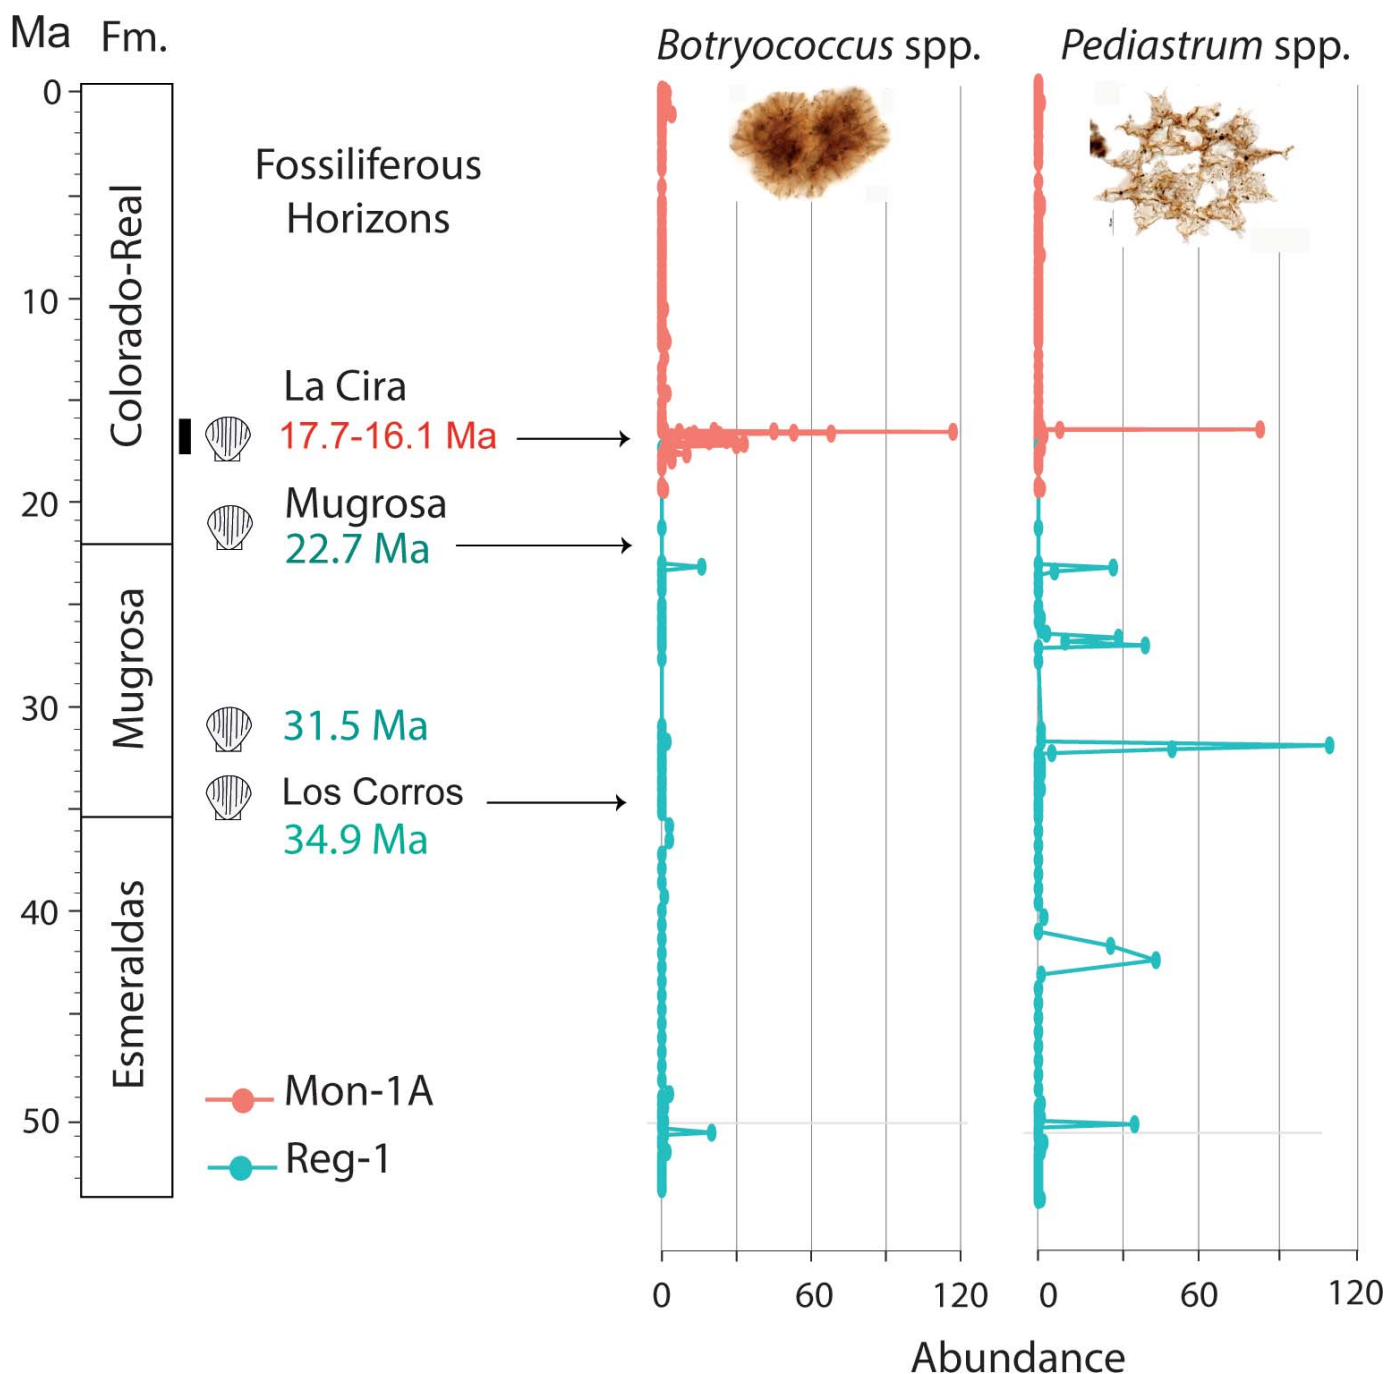 Ma Fm.
Botryococcus spp.
Pediastrum spp.
0
10
20
30
40
50
Colorado-Real
Mugrosa
Esmeraldas
Fossiliferous
Horizons
La Cira
17.7-16.1 Ma
Mugrosa
22.7 Ma
31.5 Ma
Los Corros
34.9 Ma
Mon-1A
Reg-1
0 60 120
0 60 120
Abundance